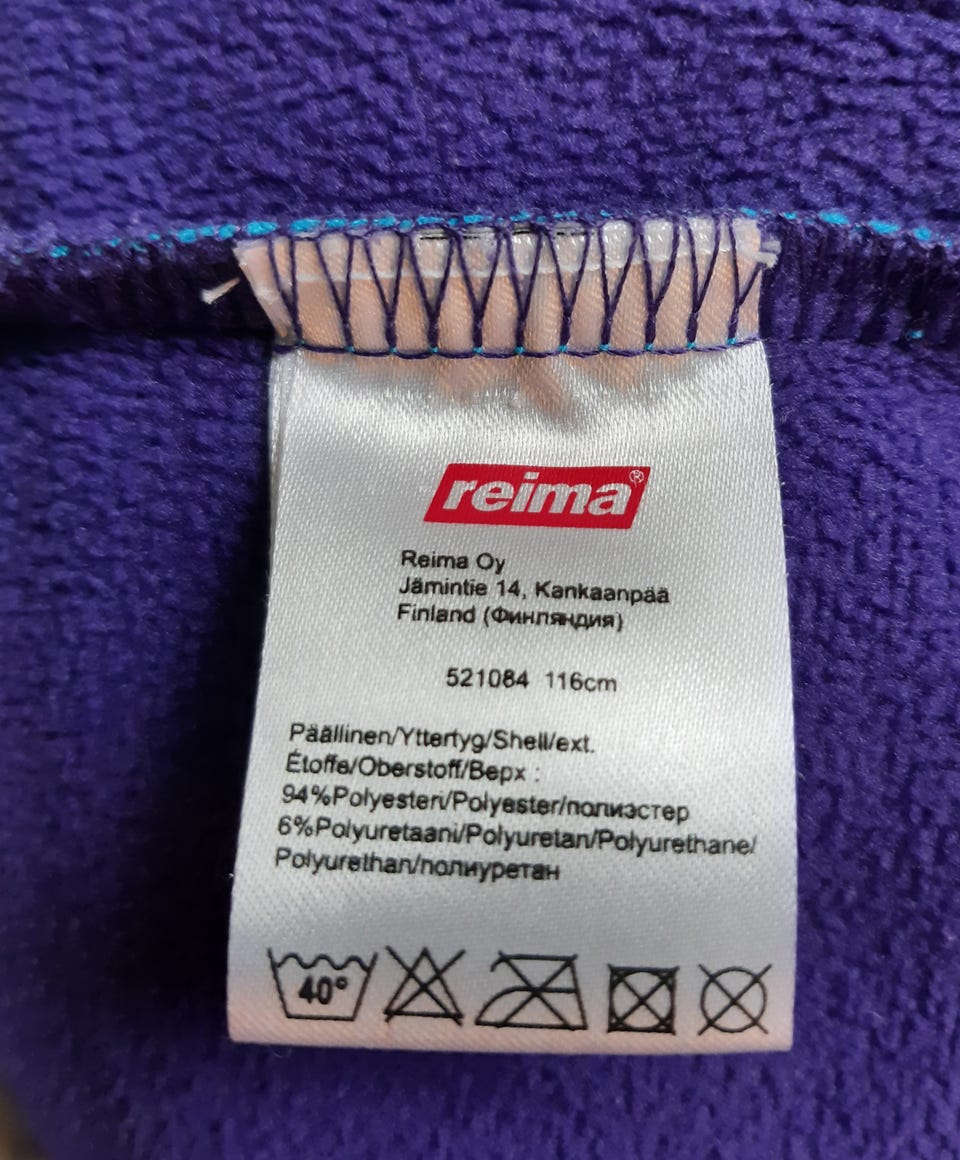 reima®
Reima Oy
Jämintie 14, Kankaanpää
Finland (Финляндия)
521084 116cm
Päällinen/Yttertyg/Shell/ext.
Étoffe/Oberstoff/Верх :
94%Polyesteri/Polyester/полиэстер
6%Polyuretaani/Polyuretan/Polyurethane/
Polyurethan/полиуретан
40°